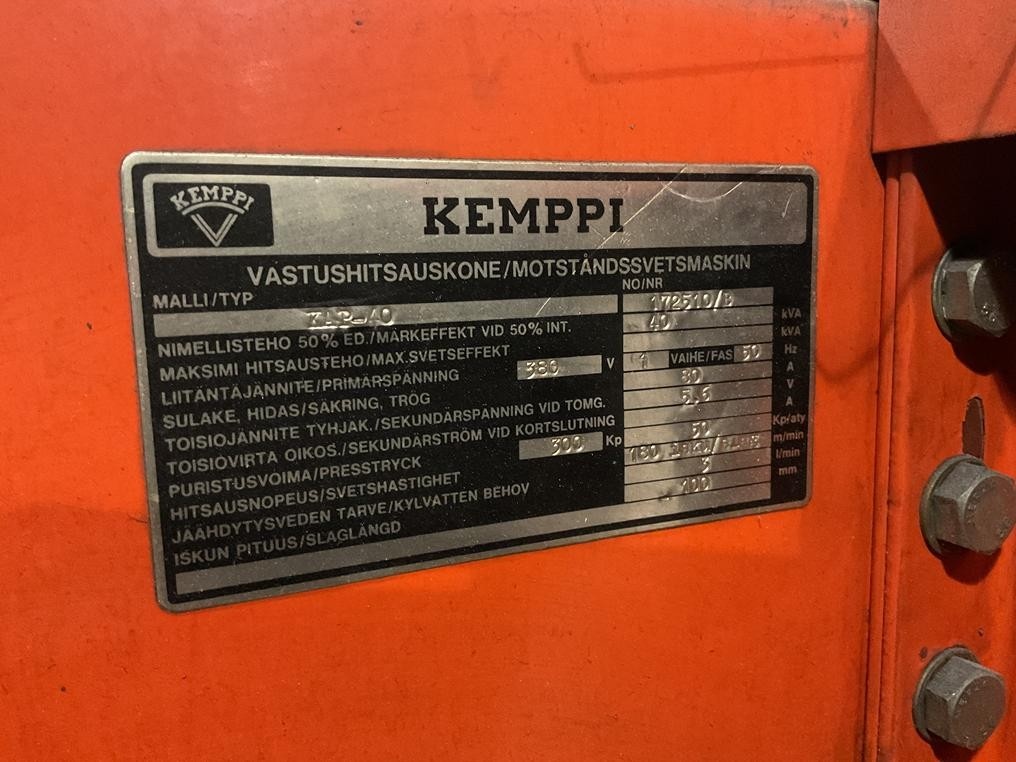 KEMPPI
KEMPPI
VASTUSHITSAUSKONE/MOTSTÅNDSSVETSMASKIN
MALLI/TYP NO/NR
KAP-40 172510/B
NIMELLISTEHO 50% ED./MÄRKEFFEKT VID 50% INT. 40 kVA
MAKSIMI HITSAUSTEHO/MAX.SVETSEFFEKT kVA
LIITÄNTÄJÄNNITE/PRIMÄRSPÄNNING 380 V 1 VAIHE/FAS 50 Hz
SULAKE, HIDAS/SÄKRING, TRÖG 80 A
TOISIOJÄNNITE TYHJÄK./SEKUNDÄRSPÄNNING VID TOMG. V
TOISIOVIRTA OIKOS./SEKUNDÄRSTRÖM VID KORTSLUTNING A
PURISTUSVOIMA/PRESSTRYCK 300 Kp 50 Kp/aty
HITSAUSNOPEUS/SVETSHASTIGHET m/min
JÄÄHDYTYSVEDEN TARVE/KYLVATTEN BEHOV 3 l/min
ISKUN PITUUS/SLAGLÄNGD 100 mm